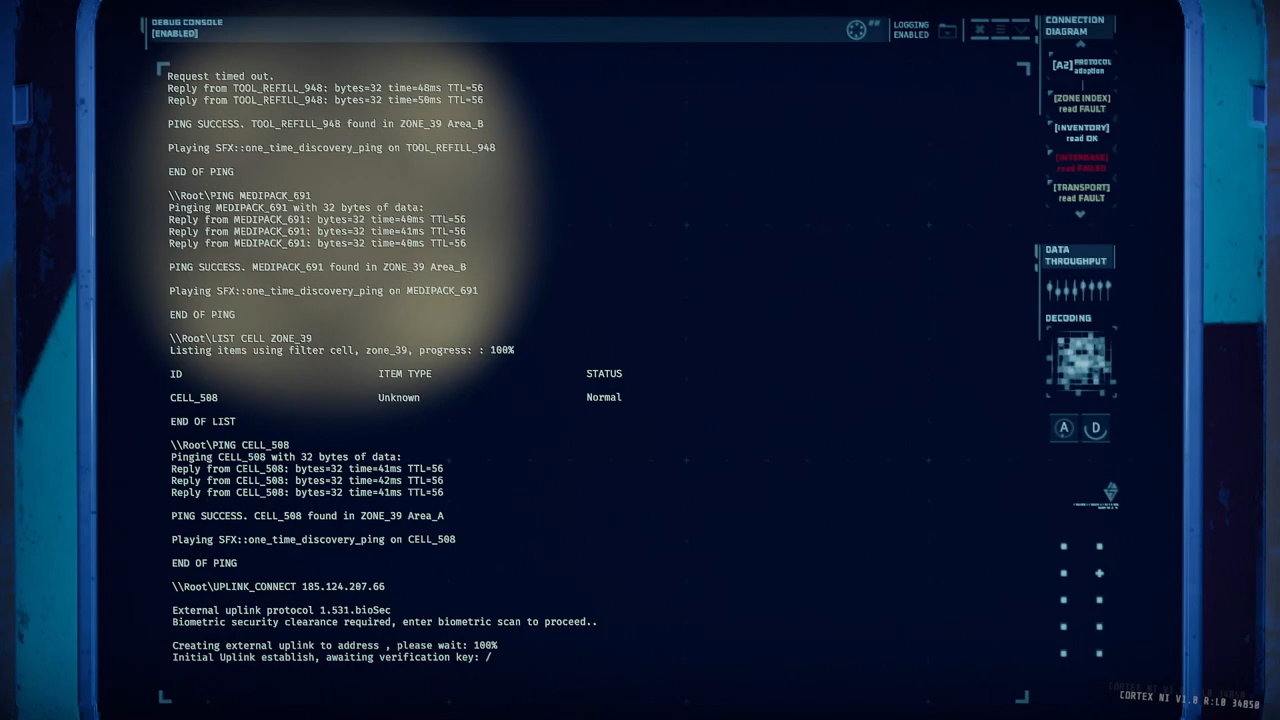 DEBUG CONSOLE
[ENABLED]
LOGGING
ENABLED
Request timed out.
Reply from TOOL_REFILL_948: bytes=32 time=48ms TTL=56
Reply from TOOL_REFILL_948: bytes=32 time=50ms TTL=56
PING SUCCESS. TOOL_REFILL_948 found in ZONE_39 Area_B
Playing SFX::one_time_discovery_ping on TOOL_REFILL_948
END OF PING
\\Root\PING MEDIPACK_691
Pinging MEDIPACK_691 with 32 bytes of data:
Reply from MEDIPACK_691: bytes=32 time=40ms TTL=56
Reply from MEDIPACK_691: bytes=32 time=41ms TTL=56
Reply from MEDIPACK_691: bytes=32 time=40ms TTL=56
PING SUCCESS. MEDIPACK_691 found in ZONE_39 Area_B
Playing SFX::one_time_discovery_ping on MEDIPACK_691
END OF PING
\\Root\LIST CELL ZONE_39
Listing items using filter cell, zone_39, progress: : 100%
ID ITEM TYPE STATUS
CELL_508 Unknown Normal
END OF LIST
\\Root\PING CELL_508
Pinging CELL_508 with 32 bytes of data:
Reply from CELL_508: bytes=32 time=41ms TTL=56
Reply from CELL_508: bytes=32 time=42ms TTL=56
Reply from CELL_508: bytes=32 time=41ms TTL=56
PING SUCCESS. CELL_508 found in ZONE_39 Area_A
Playing SFX::one_time_discovery_ping on CELL_508
END OF PING
\\Root\UPLINK_CONNECT 185.124.207.66
External uplink protocol 1.531.bioSec
Biometric security clearance required, enter biometric scan to proceed..
Creating external uplink to address , please wait: 100%
Initial Uplink establish, awaiting verification key: /
CONNECTION
DIAGRAM
[A2] PROTOCOL
adoption
[ZONE INDEX]
read FAULT
[INVENTORY]
read OK
read FAILED
[TRANSPORT]
read FAULT
DATA
THROUGHPUT
DECODING
A D
CORTEX NI V1.0 R:L0 34850